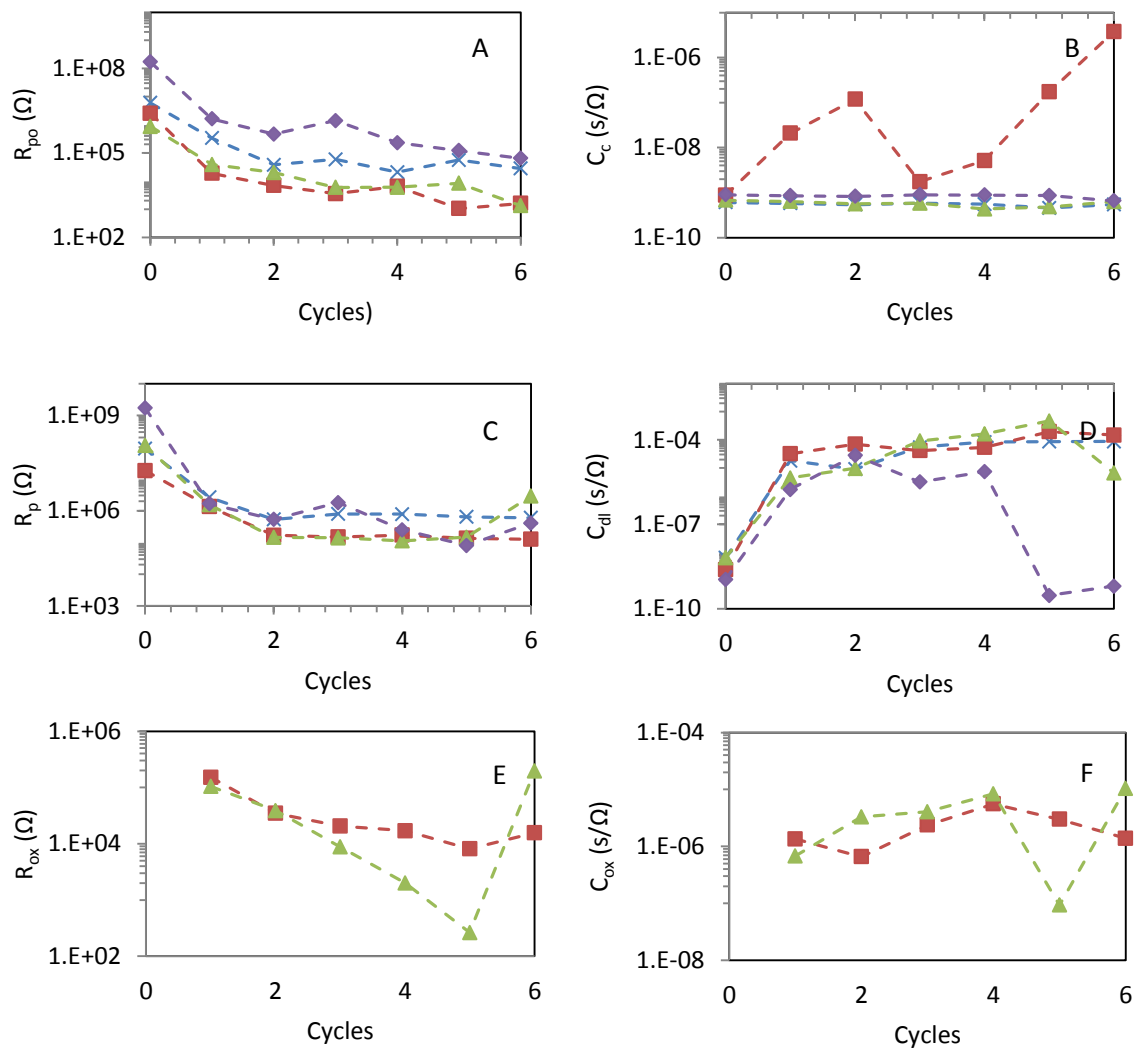 A
R_po (Ω)
1.E+08
1.E+05
1.E+02
0 2 4 6
Cycles)
B
C_c (s/Ω)
1.E-06
1.E-08
1.E-10
0 2 4 6
Cycles
C
R_p (Ω)
1.E+09
1.E+06
1.E+03
0 2 4 6
Cycles
D
C_dl (s/Ω)
1.E-04
1.E-07
1.E-10
0 2 4 6
Cycles
E
R_ox (Ω)
1.E+06
1.E+04
1.E+02
0 2 4 6
Cycles
F
C_ox (s/Ω)
1.E-04
1.E-06
1.E-08
0 2 4 6
Cycles